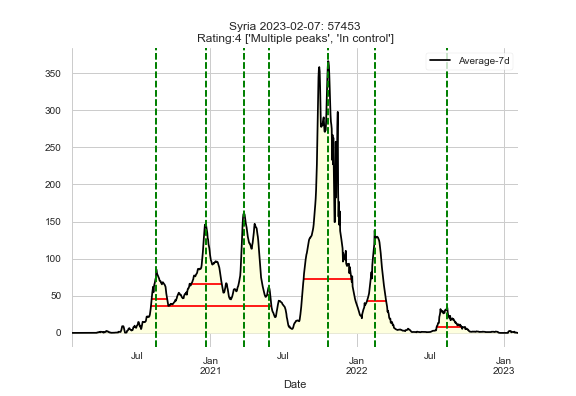 Syria 2023-02-07: 57453
Rating:4 ['Multiple peaks', 'In control']
Average-7d
350
300
250
200
150
100
50
0
Jul
Jan
2021
Jul
Jan
2022
Jul
Jan
2023
Date